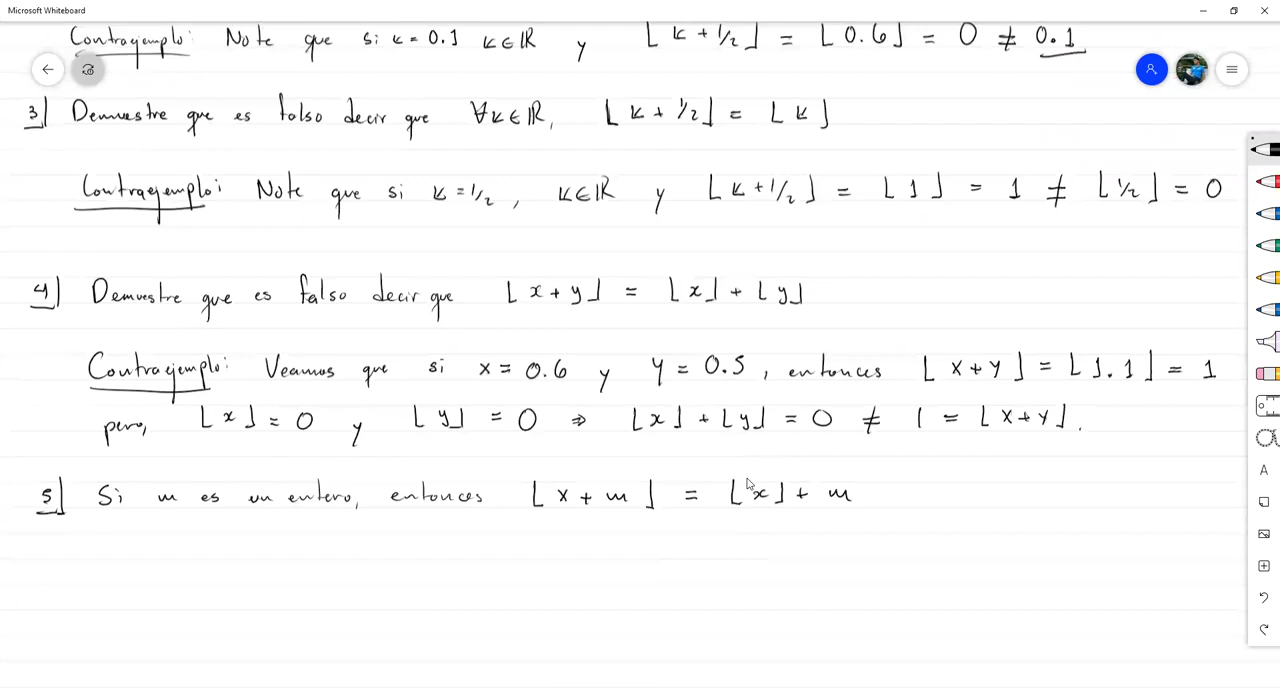 Microsoft Whiteboard
Contraejemplo: Note que si k = 0.1 k∈ℝ y ⌊k + 1/2⌋ = ⌊0.6⌋ = 0 ≠ 0.1
3| Demuestre que es falso decir que ∀k∈ℝ, ⌊k + 1/2⌋ = ⌊k⌋
Contraejemplo: Note que si k = 1/2, k∈ℝ y ⌊k + 1/2⌋ = ⌊1⌋ = 1 ≠ ⌊1/2⌋ = 0
4| Demuestre que es falso decir que ⌊x + y⌋ = ⌊x⌋ + ⌊y⌋
Contraejemplo: Veamos que si x = 0.6 y y = 0.5, entonces ⌊x + y⌋ = ⌊1.1⌋ = 1
pero, ⌊x⌋ = 0 y ⌊y⌋ = 0 ⇒ ⌊x⌋ + ⌊y⌋ = 0 ≠ 1 = ⌊x + y⌋.
5| Si m es un entero, entonces ⌊x + m⌋ = ⌊x⌋ + m